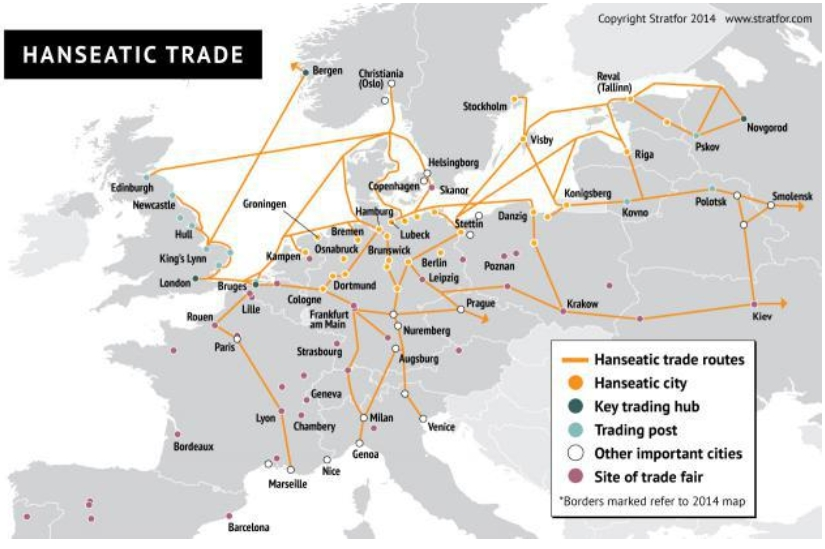 Copyright Stratfor 2014 www.stratfor.com
HANSEATIC TRADE
Bergen
Christiania
(Oslo)
Reval
(Tallinn)
Stockholm
Novgorod
Visby
Pskov
Riga
Helsingborg
Edinburgh
Copenhagen
Skanor
Newcastle
Groningen
Konigsberg
Polotsk
Smolensk
Hamburg
Danzig
Kovno
Hull
Bremen
Lubeck
Stettin
King's Lynn
Kampen
Osnabruck
Brunswick
Berlin
Poznan
London
Bruges
Dortmund
Leipzig
Cologne
Lille
Prague
Krakow
Kiev
Rouen
Frankfurt
am Main
Nuremberg
Paris
Strasbourg
Augsburg
Geneva
Lyon
Chambery
Milan
Venice
Bordeaux
Genoa
Marseille
Nice
Barcelona
Hanseatic trade routes
Hanseatic city
Key trading hub
Trading post
Other important cities
Site of trade fair
*Borders marked refer to 2014 map